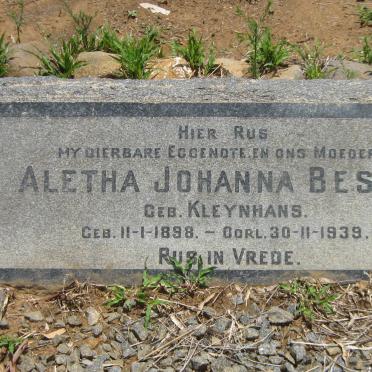 Hier Rus
my dierbare Eggenote en ons Moeder
Aletha Johanna Bes
Geb. Kleynhans.
Geb. 11-1-1898. – Oorl. 30-11-1939.
Rus in Vrede.